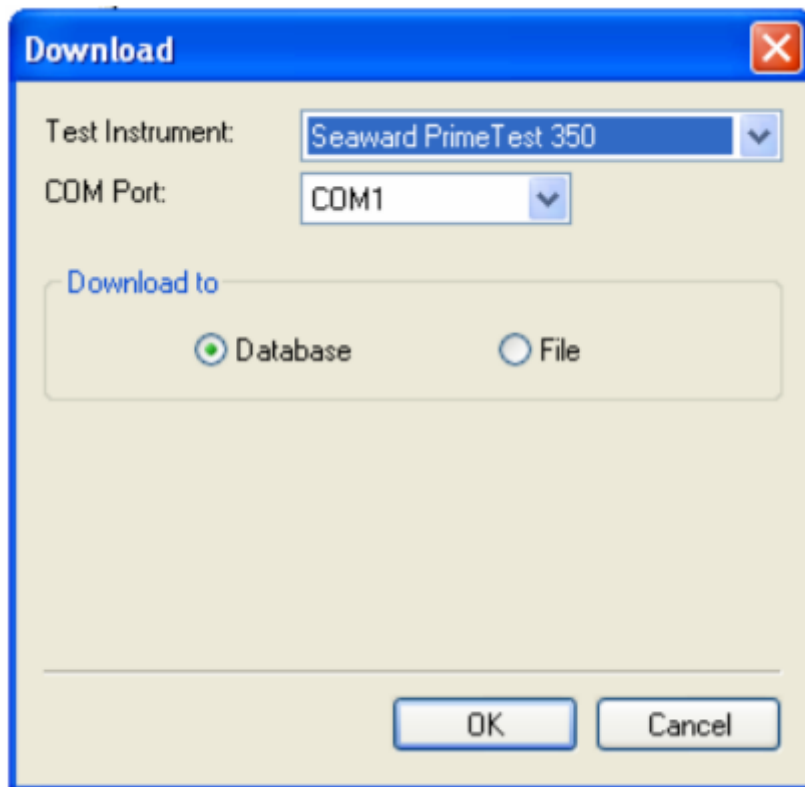 Download
Test Instrument: Seaward PrimeTest 350
COM Port: COM1
Download to
Database File
OK Cancel